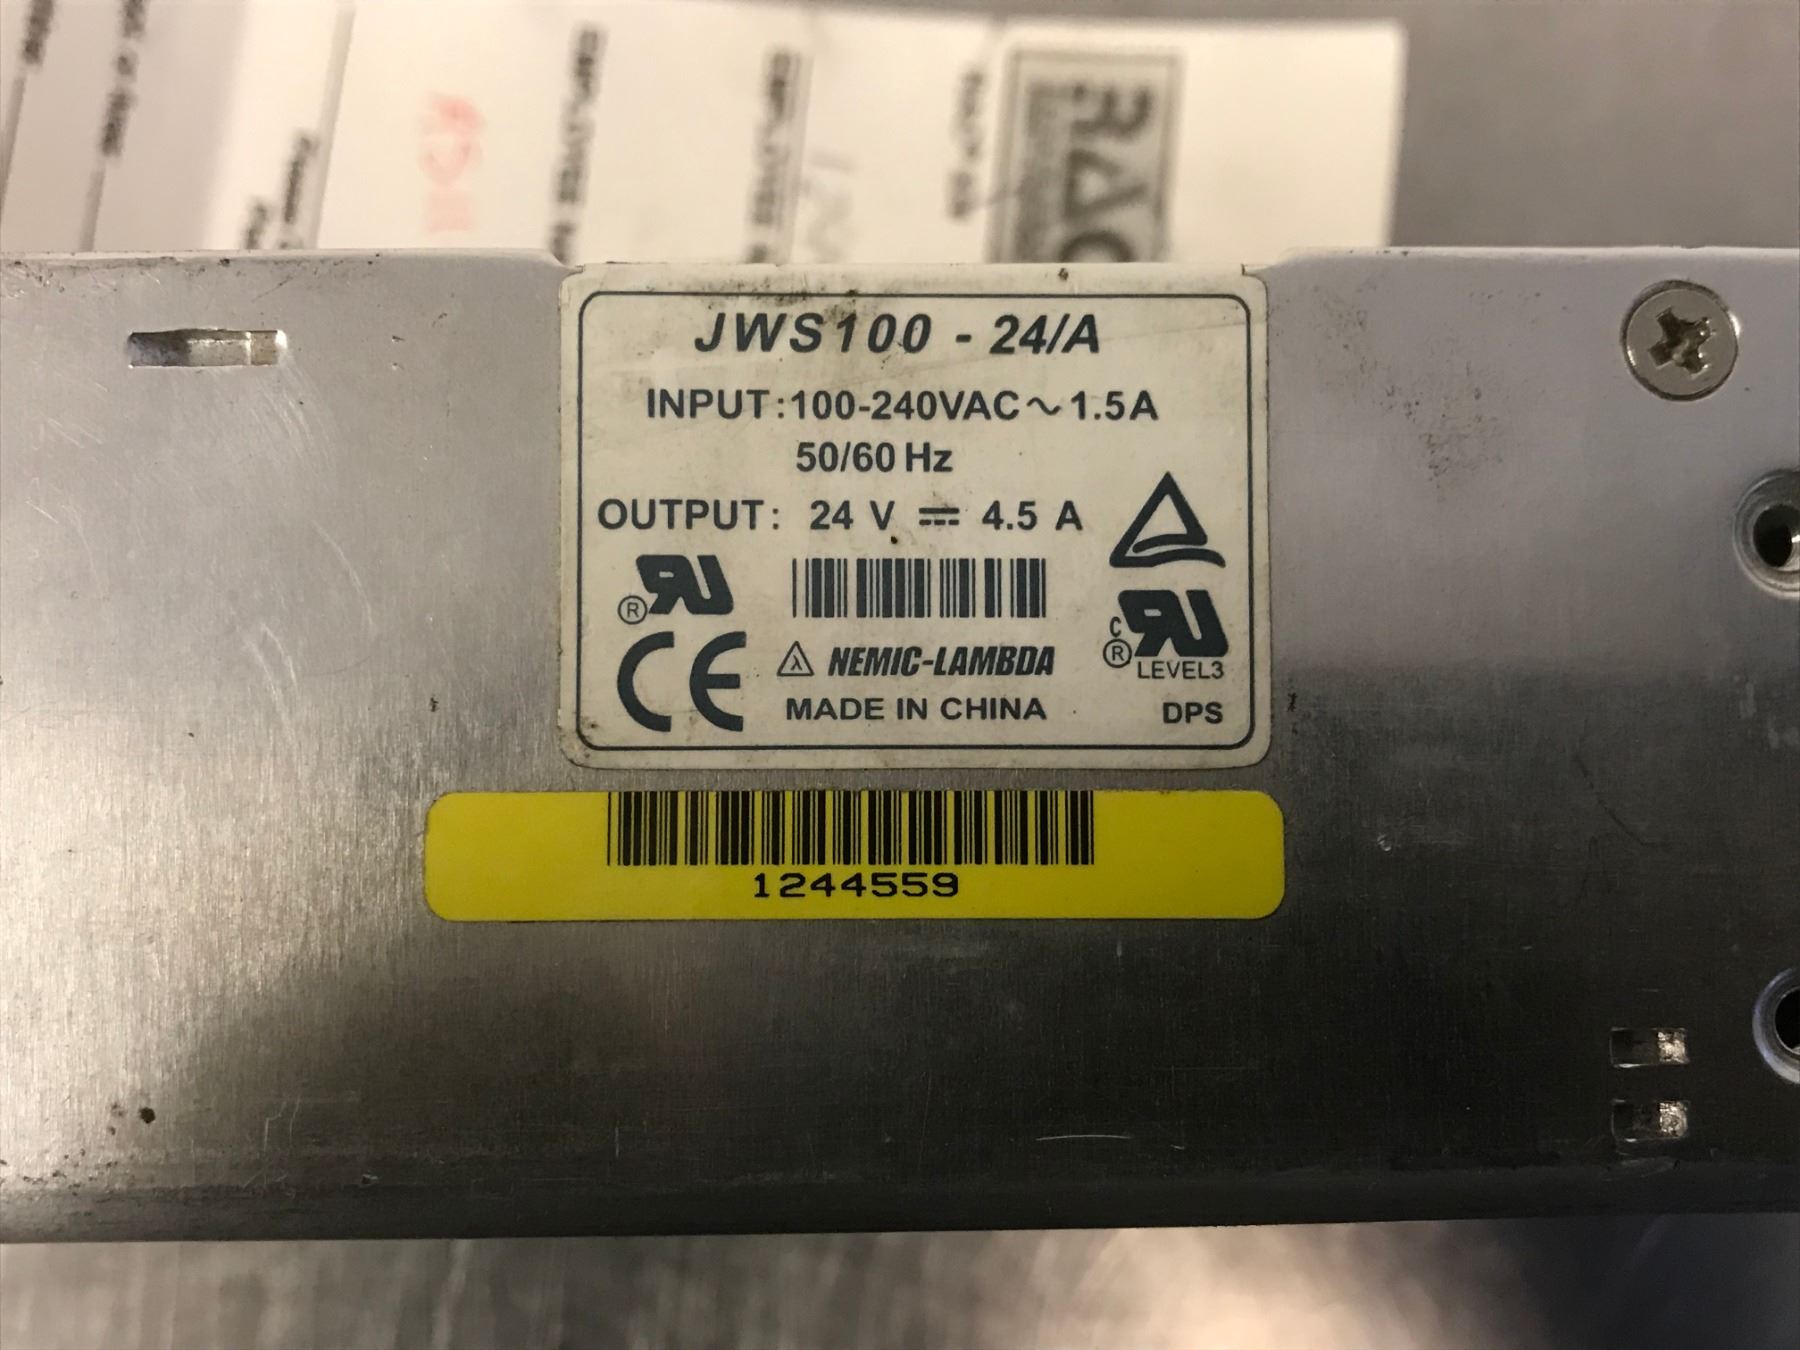 JWS100 - 24/A
INPUT:100-240VAC～1.5A
50/60 Hz
OUTPUT: 24 V ⎓ 4.5 A
NEMIC-LAMBDA
MADE IN CHINA
CE
C
®
®
LEVEL3
DPS
1244559